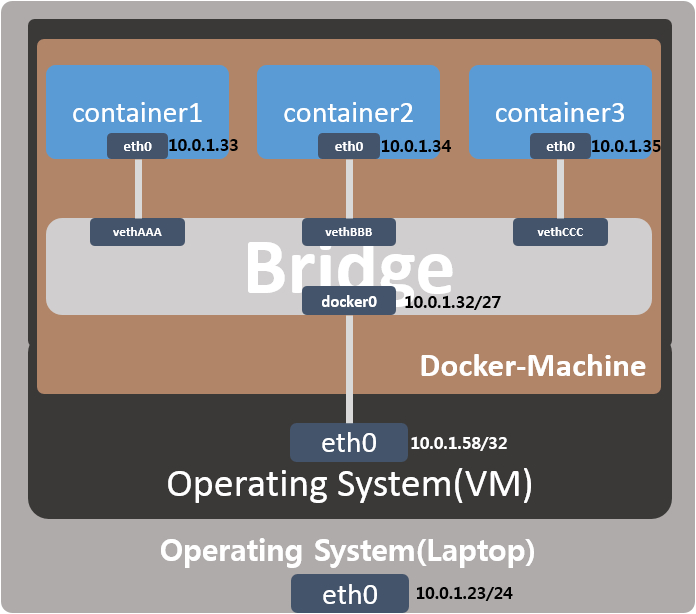 container1 container2 container3
eth0 10.0.1.33 eth0 10.0.1.34 eth0 10.0.1.35
vethAAA vethBBB vethCCC
Bridge
docker0 10.0.1.32/27
Docker-Machine
eth0 10.0.1.58/32
Operating System(VM)
Operating System(Laptop)
eth0 10.0.1.23/24